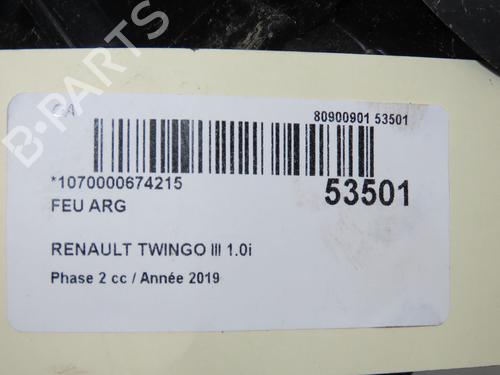 80900901 53501
*1070000674215
53501
FEU ARG
RENAULT TWINGO III 1.0i
Phase 2 cc / Année 2019
B-PARTS